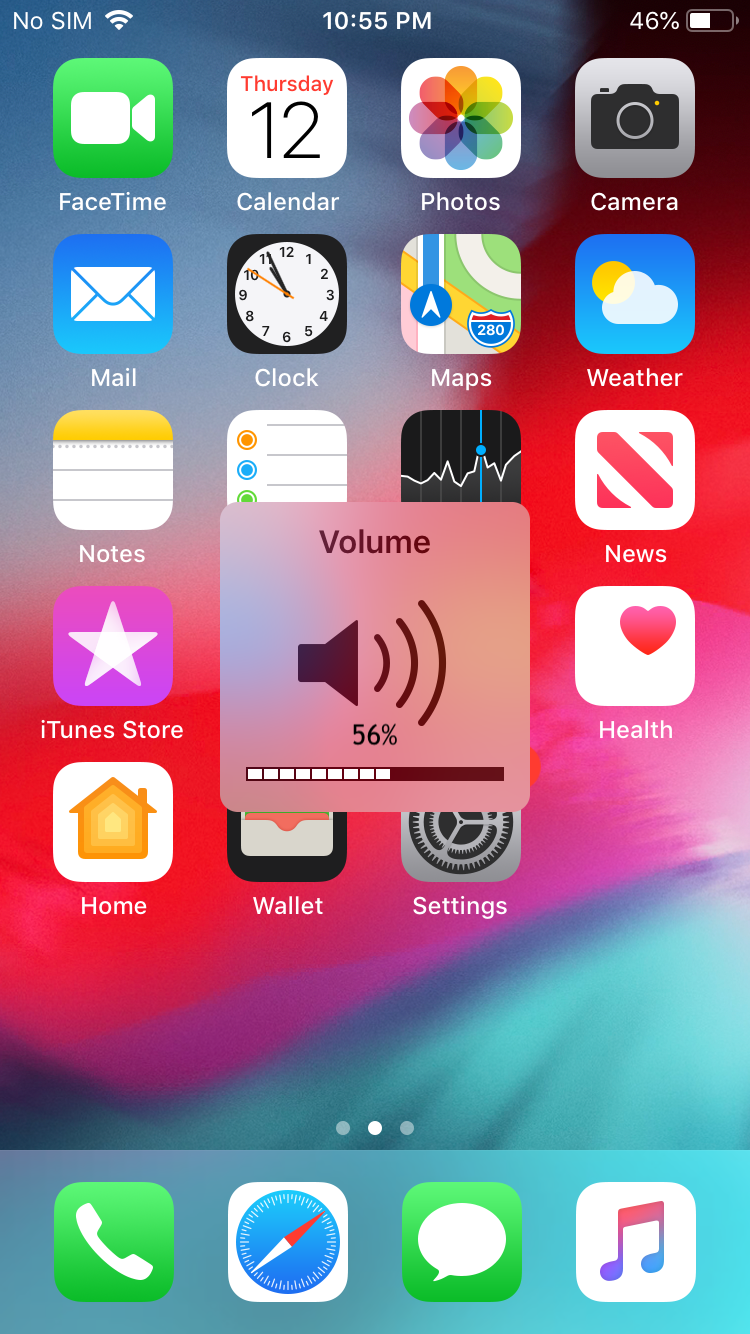 No SIM 10:55 PM 46%
Thursday
12
FaceTime Calendar Photos Camera
12
11 1
10 2
9 3
8 4
7 5
6
280
Mail Clock Maps Weather
Notes News
Volume
56%
iTunes Store Health
Home Wallet Settings